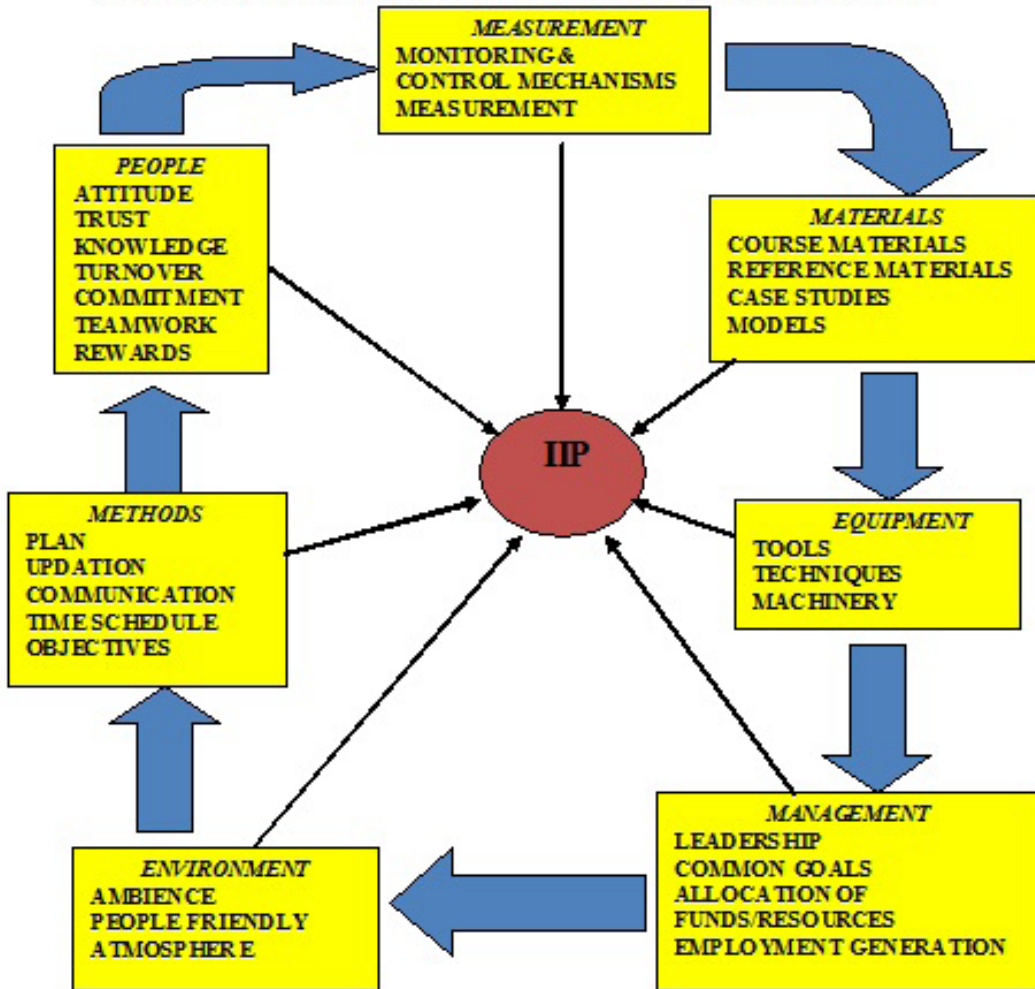 MEASUREMENT
MONITORING &
CONTROL MECHANISMS
MEASUREMENT
PEOPLE
ATTITUDE
TRUST
KNOWLEDGE
TURNOVER
COMMITMENT
TEAMWORK
REWARDS
MATERIALS
COURSE MATERIALS
REFERENCE MATERIALS
CASE STUDIES
MODELS
IIP
METHODS
PLAN
UPDATION
COMMUNICATION
TIME SCHEDULE
OBJECTIVES
EQUIPMENT
TOOLS
TECHNIQUES
MACHINERY
ENVIRONMENT
AMBIENCE
PEOPLE FRIENDLY
ATMOSPHERE
MANAGEMENT
LEADERSHIP
COMMON GOALS
ALLOCATION OF
FUNDS/RESOURCES
EMPLOYMENT GENERATION